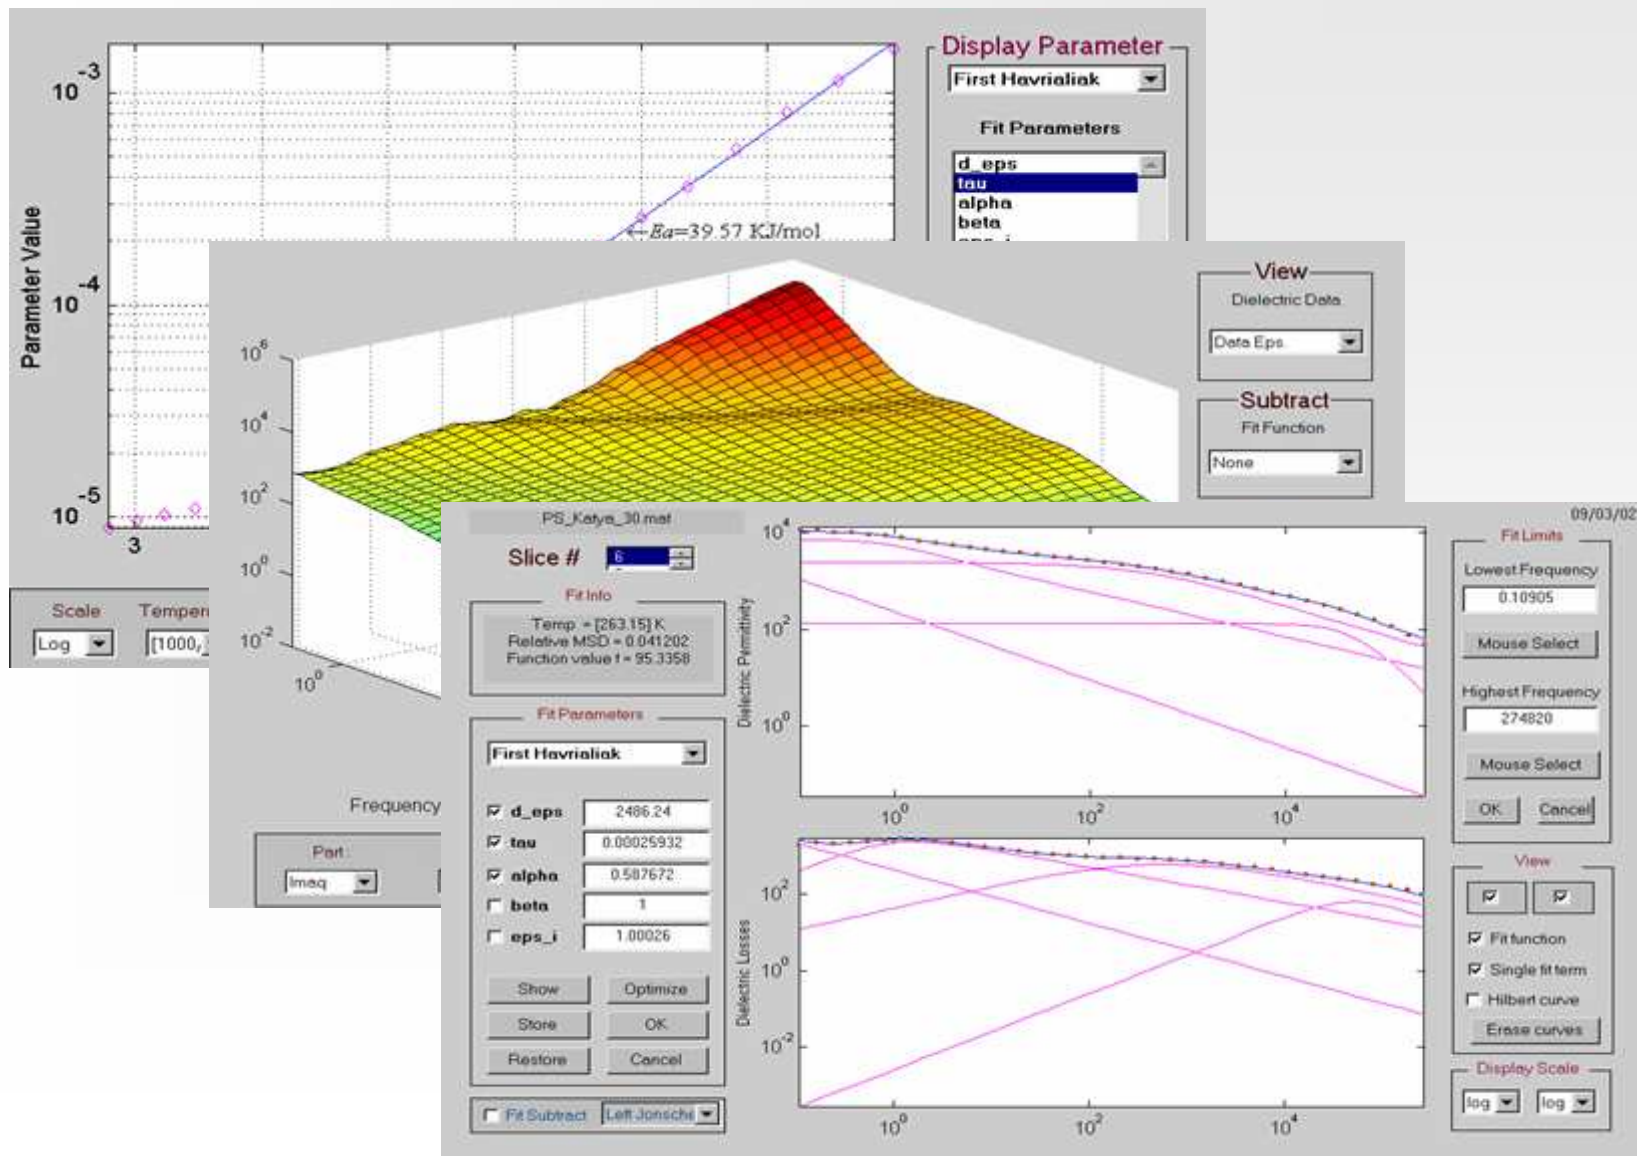 Display Parameter
First Havrialiak
Fit Parameters
d_eps
tau
alpha
beta
10-3
10-4
10-5
Parameter Value
←Ea=39.57 KJ/mol
3
Scale
Log
[1000,
View
Dielectric Data
Data Eps.
Subtract
Fit Function
None
106
104
102
100
10-2
100
Frequency
Part :
Imag
PS_Katya_30.mat
09/03/02
Slice #
6
Fit Info
Temp. = [263.15] K
Relative MSD = 0.041202
Function value f = 95.3358
Fit Parameters
First Havrialiak
d_eps 2486.24
tau 0.00025932
alpha 0.587672
beta 1
eps_i 1.00026
Show Optimize
Store OK
Restore Cancel
Fit Subtract Left Jonsche
Dielectric Permittivity
104
102
100
100 102 104
Dielectric Losses
102
100
10-2
100 102 104
Fit Limits
Lowest Frequency
0.10905
Mouse Select
Highest Frequency
274820
Mouse Select
OK Cancel
View
Fit function
Single fit term
Hilbert curve
Erase curves
Display Scale
log log